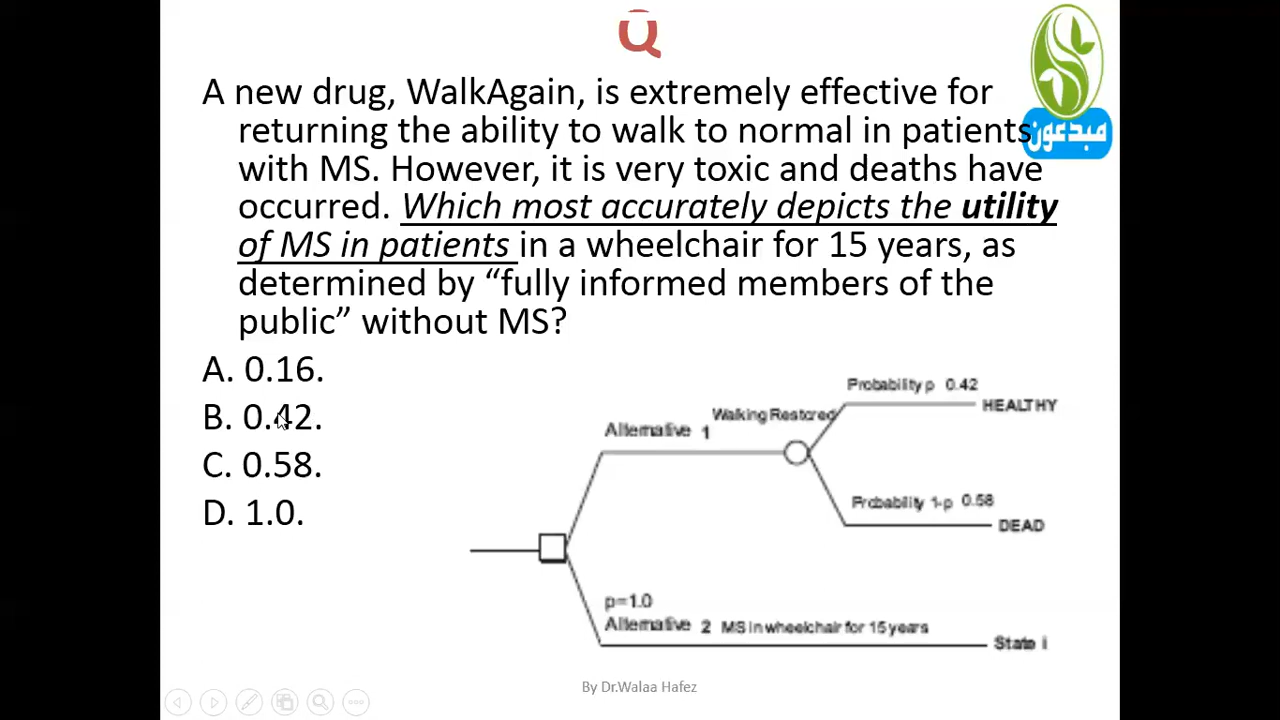 Q
A new drug, WalkAgain, is extremely effective for
returning the ability to walk to normal in patients
with MS. However, it is very toxic and deaths have
occurred. Which most accurately depicts the utility
of MS in patients in a wheelchair for 15 years, as
determined by “fully informed members of the
public” without MS?
A. 0.16.
B. 0.42.
C. 0.58.
D. 1.0.
مبدعون
Probability p 0.42
HEALTHY
Walking Restored
Alternative 1
Probability 1-p 0.58
DEAD
p=1.0
Alternative 2 MS in wheelchair for 15 years
State i
By Dr.Walaa Hafez